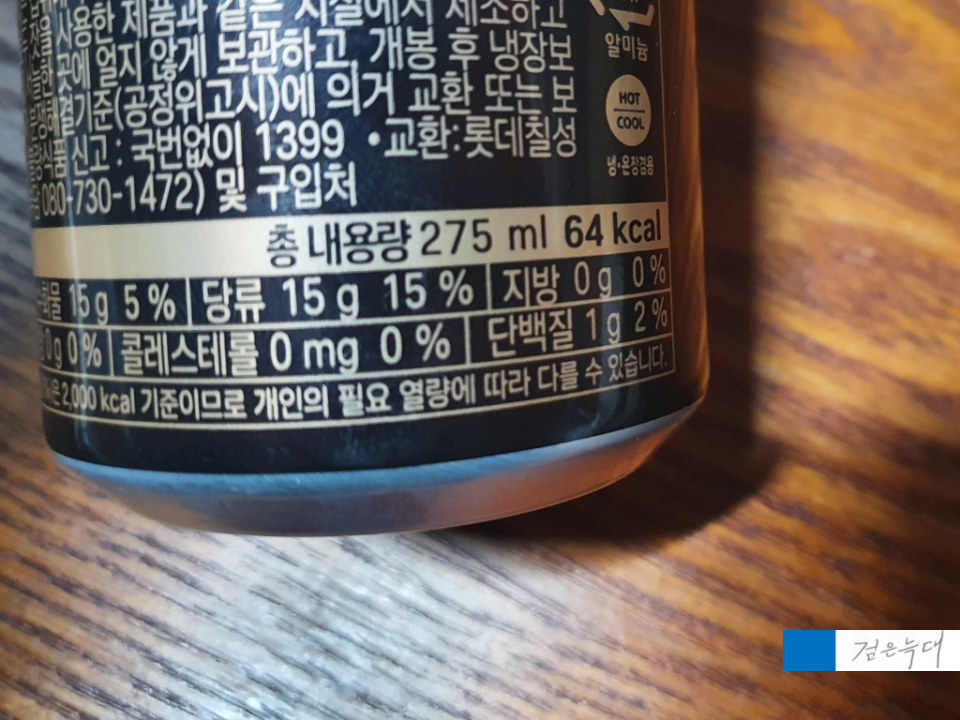 사용한 제품과 같은 시설에서 제조하고
곳에 얼지 않게 보관하고, 개봉 후 냉장보
결기준(공정위고시)에 의거 교환 또는 보
식품 신고 : 국번없이 1399 •교환:롯데칠성
080-730-1472) 및 구입처
알미늄
HOT
COOL
냉•온장겸용
총 내용량 275 ml 64 kcal
15 g 5 % 당류 15 g 15 % 지방 0 g 0 %
0 g 0 % 콜레스테롤 0 mg 0 % 단백질 1 g 2 %
2,000 kcal 기준이므로 개인의 필요 열량에 따라 다를 수 있습니다.
검은늑대